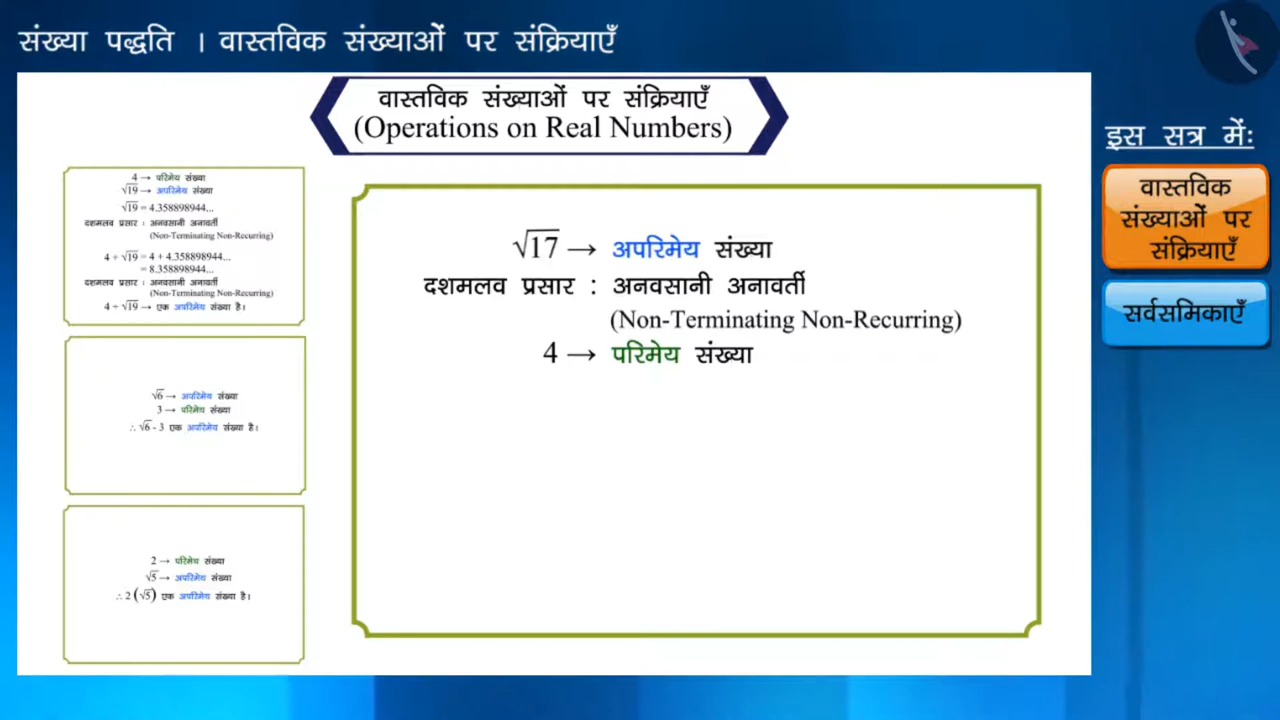 संख्या पद्धति । वास्तविक संख्याओं पर संक्रियाएँ
वास्तविक संख्याओं पर संक्रियाएँ
(Operations on Real Numbers)
4 → परिमेय संख्या
√19 → अपरिमेय संख्या
√19 = 4.358898944...
दशमलव प्रसार : अनवसानी अनावर्ती
(Non-Terminating Non-Recurring)
4 + √19 = 4 + 4.358898944...
= 8.358898944...
दशमलव प्रसार : अनवसानी अनावर्ती
(Non-Terminating Non-Recurring)
4 + √19 → एक अपरिमेय संख्या है।
√6 → अपरिमेय संख्या
3 → परिमेय संख्या
∴ √6 - 3 एक अपरिमेय संख्या है।
2 → परिमेय संख्या
√5 → अपरिमेय संख्या
∴ 2 (√5) एक अपरिमेय संख्या है।
√17 → अपरिमेय संख्या
दशमलव प्रसार : अनवसानी अनावर्ती
(Non-Terminating Non-Recurring)
4 → परिमेय संख्या
इस सत्र में:
वास्तविक
संख्याओं पर
संक्रियाएँ
सर्वसमिकाएँ